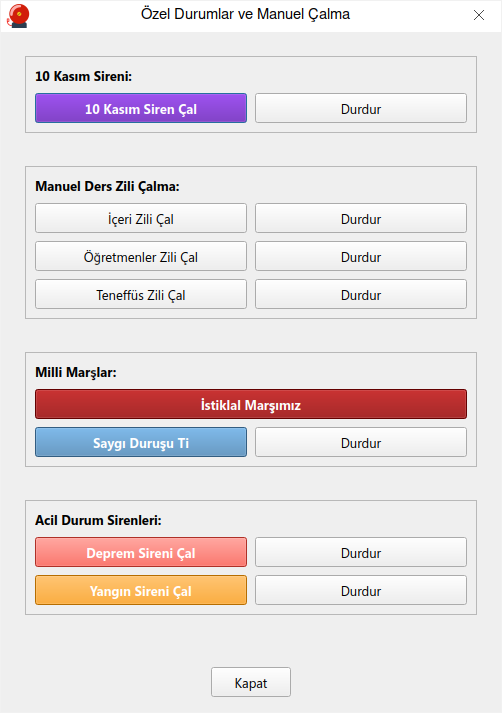 Özel Durumlar ve Manuel Çalma
10 Kasım Sireni:
10 Kasım Siren Çal Durdur
Manuel Ders Zili Çalma:
İçeri Zili Çal Durdur
Öğretmenler Zili Çal Durdur
Teneffüs Zili Çal Durdur
Milli Marşlar:
İstiklal Marşımız
Saygı Duruşu Ti Durdur
Acil Durum Sirenleri:
Deprem Sireni Çal Durdur
Yangın Sireni Çal Durdur
Kapat